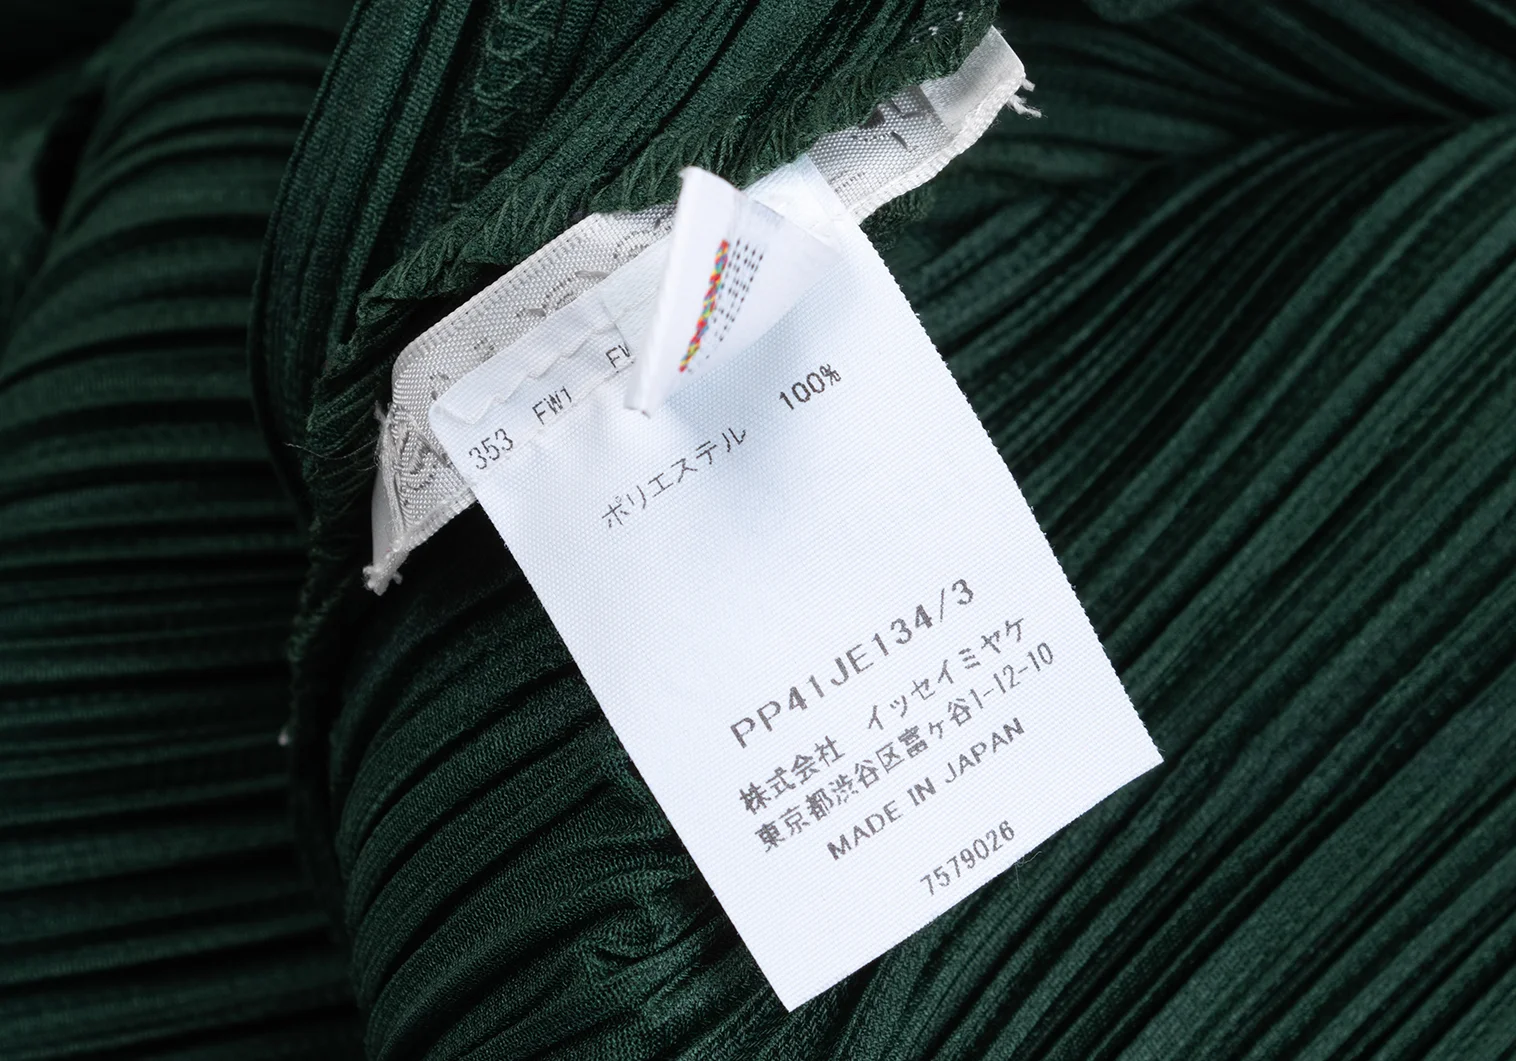 353 FW1
ポリエステル 100%
PP41JE134/3
株式会社 イッセイミヤケ
東京都渋谷区富ヶ谷1-12-10
MADE IN JAPAN
7579026